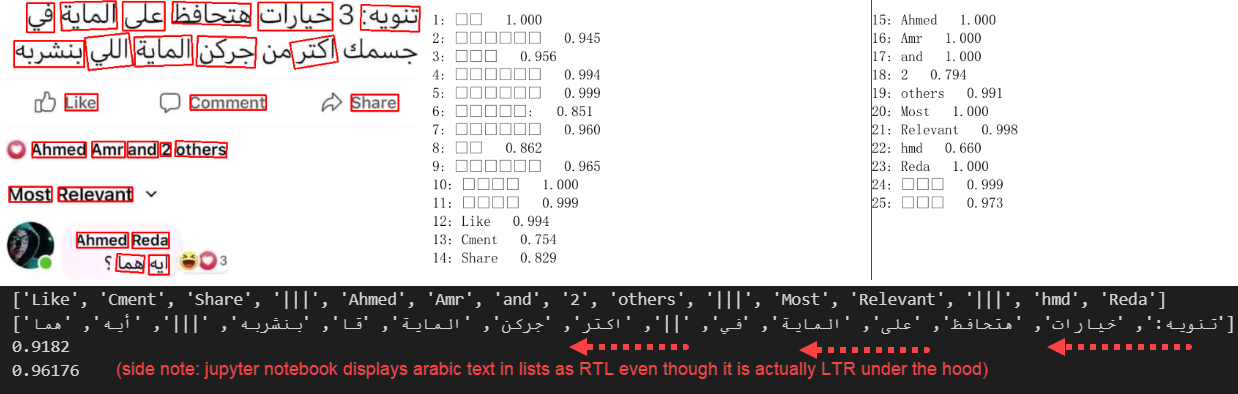 تنويه: 3 خيارات هتحافظ على الماية في
جسمك اكتر من جركن الماية اللي بنشربه
Like Comment Share
Ahmed Amr and 2 others
Most Relevant
Ahmed Reda
ايه هما ؟
3
1: □□ 1.000
2: □□□□□□ 0.945
3: □□□ 0.956
4: □□□□□□ 0.994
5: □□□□□□ 0.999
6: □□□□□: 0.851
7: □□□□□□ 0.960
8: □□ 0.862
9: □□□□□□ 0.965
10: □□□□ 1.000
11: □□□□ 0.999
12: Like 0.994
13: Cment 0.754
14: Share 0.829
15: Ahmed 1.000
16: Amr 1.000
17: and 1.000
18: 2 0.794
19: others 0.991
20: Most 1.000
21: Relevant 0.998
22: hmd 0.660
23: Reda 1.000
24: □□□ 0.999
25: □□□ 0.973
['Like', 'Cment', 'Share', '|||', 'Ahmed', 'Amr', 'and', '2', 'others', '|||', 'Most', 'Relevant', '|||', 'hmd', 'Reda']
['تنويه:', 'خيارات', 'هتحافظ', 'على', 'الماية', 'في', '||', 'اكتر', 'جركن', 'الماية', 'قا', 'بنشربه', '|||', 'أيه', 'هما']
0.9182
0.96176 (side note: jupyter notebook displays arabic text in lists as RTL even though it is actually LTR under the hood)